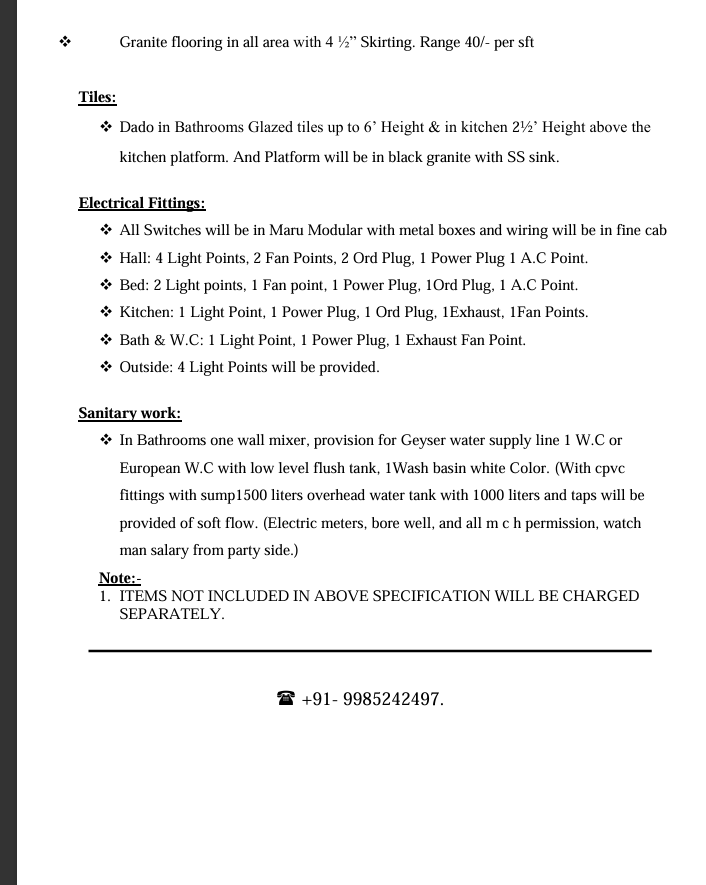 ❖ Granite flooring in all area with 4 ½” Skirting. Range 40/- per sft
Tiles:
❖ Dado in Bathrooms Glazed tiles up to 6’ Height & in kitchen 2½’ Height above the
kitchen platform. And Platform will be in black granite with SS sink.
Electrical Fittings:
❖ All Switches will be in Maru Modular with metal boxes and wiring will be in fine cab
❖ Hall: 4 Light Points, 2 Fan Points, 2 Ord Plug, 1 Power Plug 1 A.C Point.
❖ Bed: 2 Light points, 1 Fan point, 1 Power Plug, 1Ord Plug, 1 A.C Point.
❖ Kitchen: 1 Light Point, 1 Power Plug, 1 Ord Plug, 1Exhaust, 1Fan Points.
❖ Bath & W.C: 1 Light Point, 1 Power Plug, 1 Exhaust Fan Point.
❖ Outside: 4 Light Points will be provided.
Sanitary work:
❖ In Bathrooms one wall mixer, provision for Geyser water supply line 1 W.C or
European W.C with low level flush tank, 1Wash basin white Color. (With cpvc
fittings with sump1500 liters overhead water tank with 1000 liters and taps will be
provided of soft flow. (Electric meters, bore well, and all m c h permission, watch
man salary from party side.)
Note:-
1. ITEMS NOT INCLUDED IN ABOVE SPECIFICATION WILL BE CHARGED
SEPARATELY.
☎ +91- 9985242497.